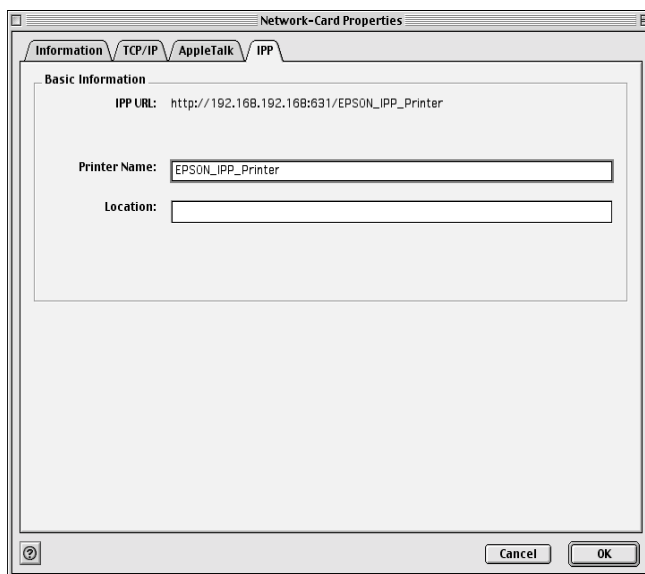 Network-Card Properties
Information TCP/IP AppleTalk IPP
Basic Information
IPP URL: http://192.168.192.168:631/EPSON_IPP_Printer
Printer Name: EPSON_IPP_Printer
Location:
? Cancel OK